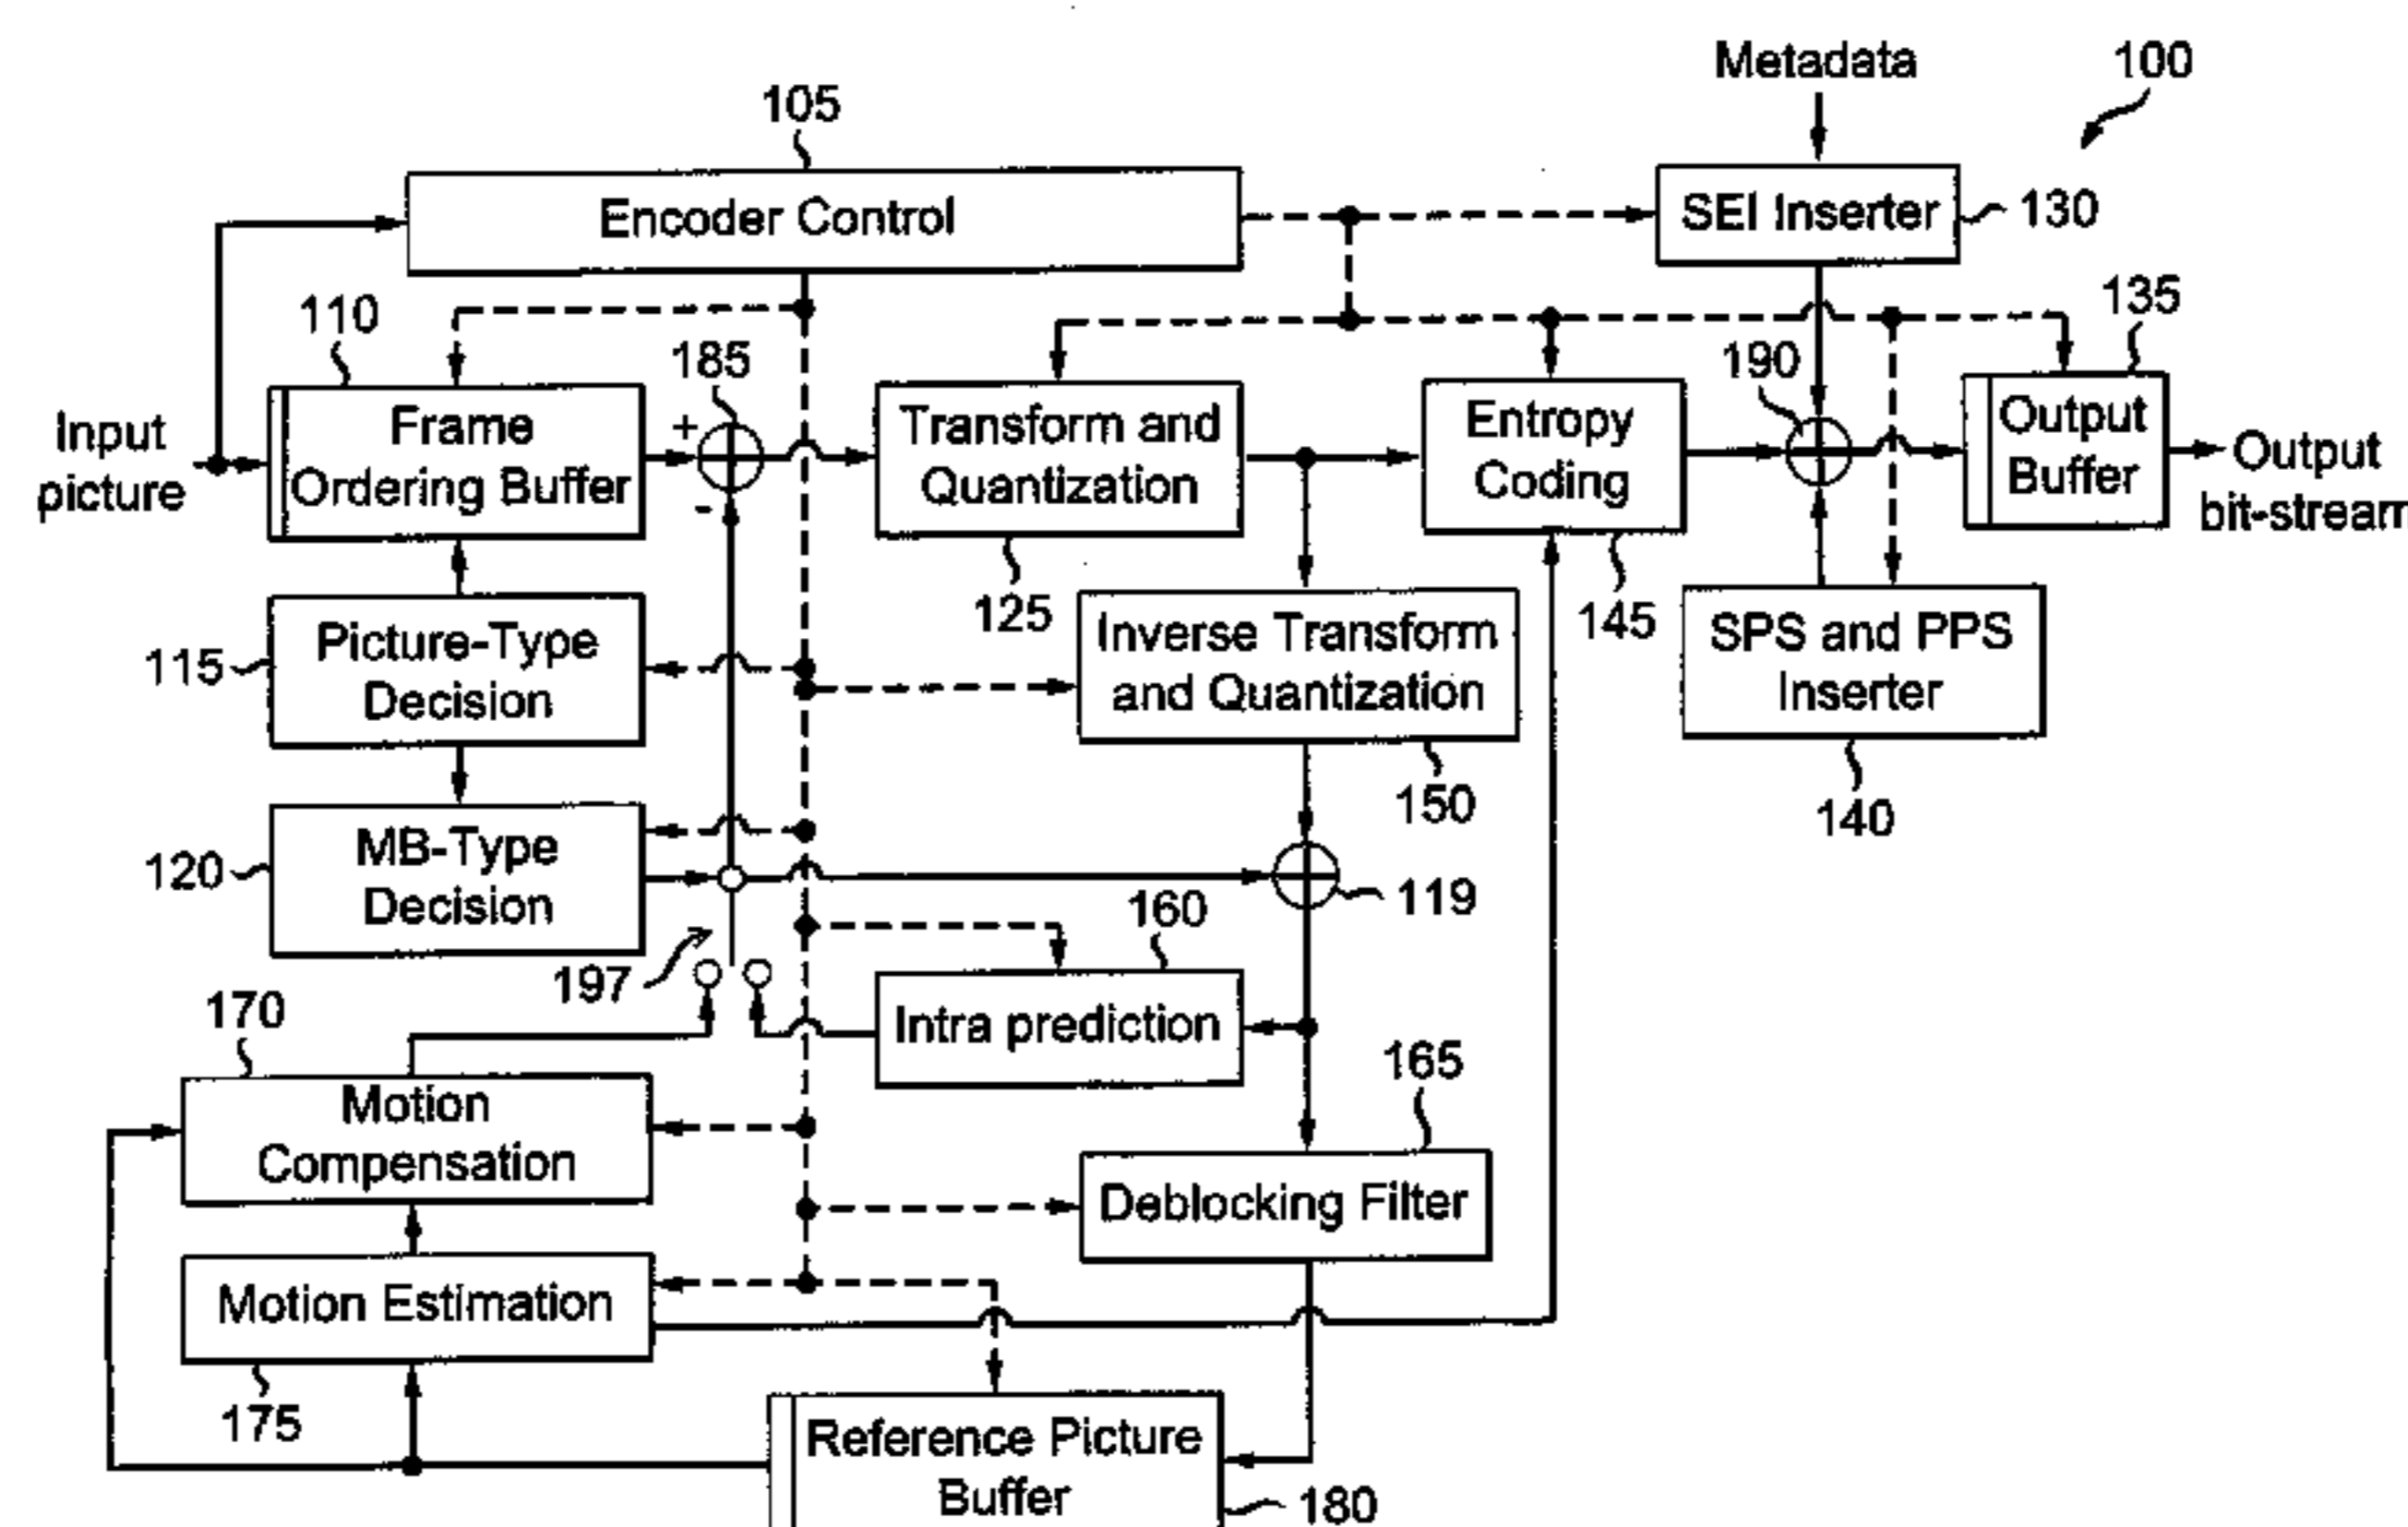 Metadata
100
105
Encoder Control
SEI Inserter
130
110
185
190
135
Input
picture
Frame
Ordering Buffer
+
-
Transform and
Quantization
Entropy
Coding
Output
Buffer
Output
bit-stream
125
145
115
Picture-Type
Decision
Inverse Transform
and Quantization
SPS and PPS
Inserter
150
140
120
MB-Type
Decision
119
160
197
170
Intra prediction
165
Motion
Compensation
Deblocking Filter
Motion Estimation
175
Reference Picture
Buffer
180